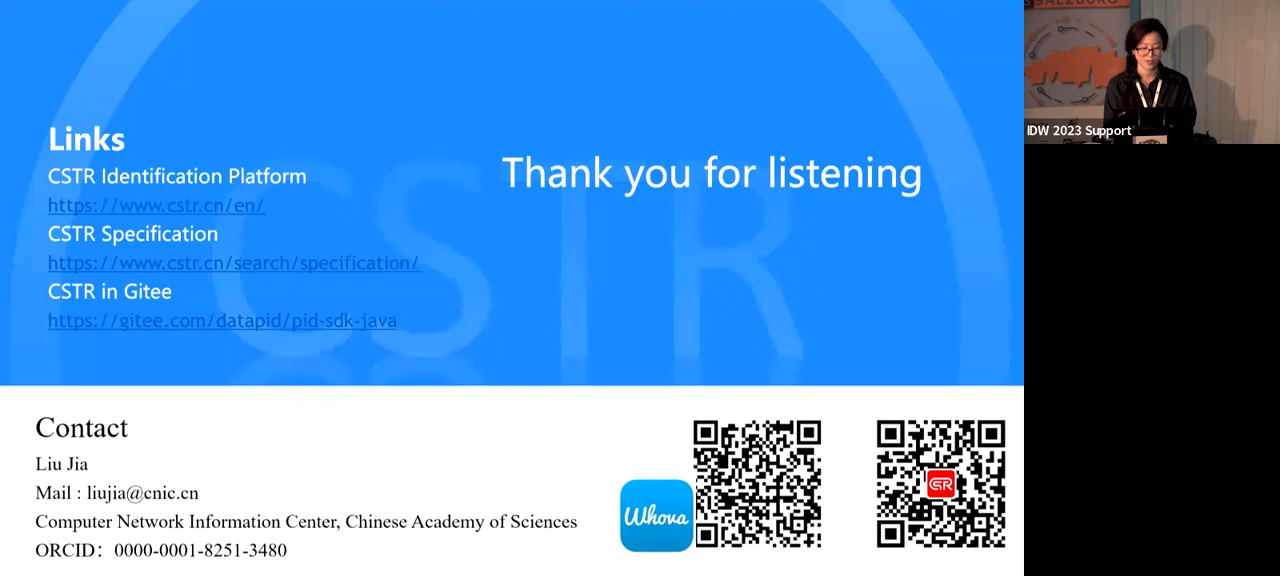 Links
CSTR Identification Platform
https://www.cstr.cn/en/
CSTR Specification
https://www.cstr.cn/search/specification/
CSTR in Gitee
https://gitee.com/datapid/pid-sdk-java
Thank you for listening
CSTR
Contact
Liu Jia
Mail : liujia@cnic.cn
Computer Network Information Center, Chinese Academy of Sciences
ORCID：0000-0001-8251-3480
Whova
SALZBURG
IDW 2023 Support